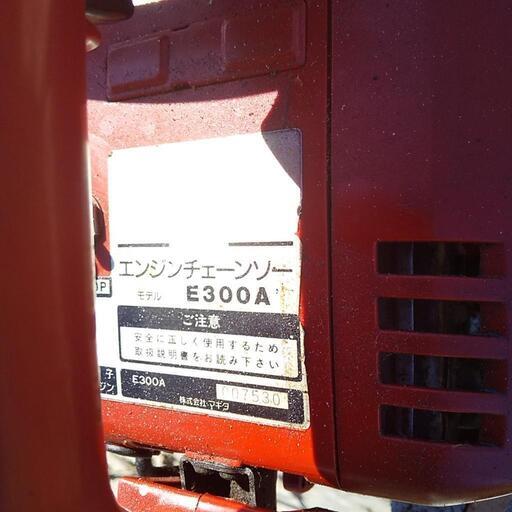 エンジンチェーンソー
モデル E300A
ご注意
安全に正しく使用するため
取扱説明書をお読み下さい
E300A 007530
株式会社マキタ